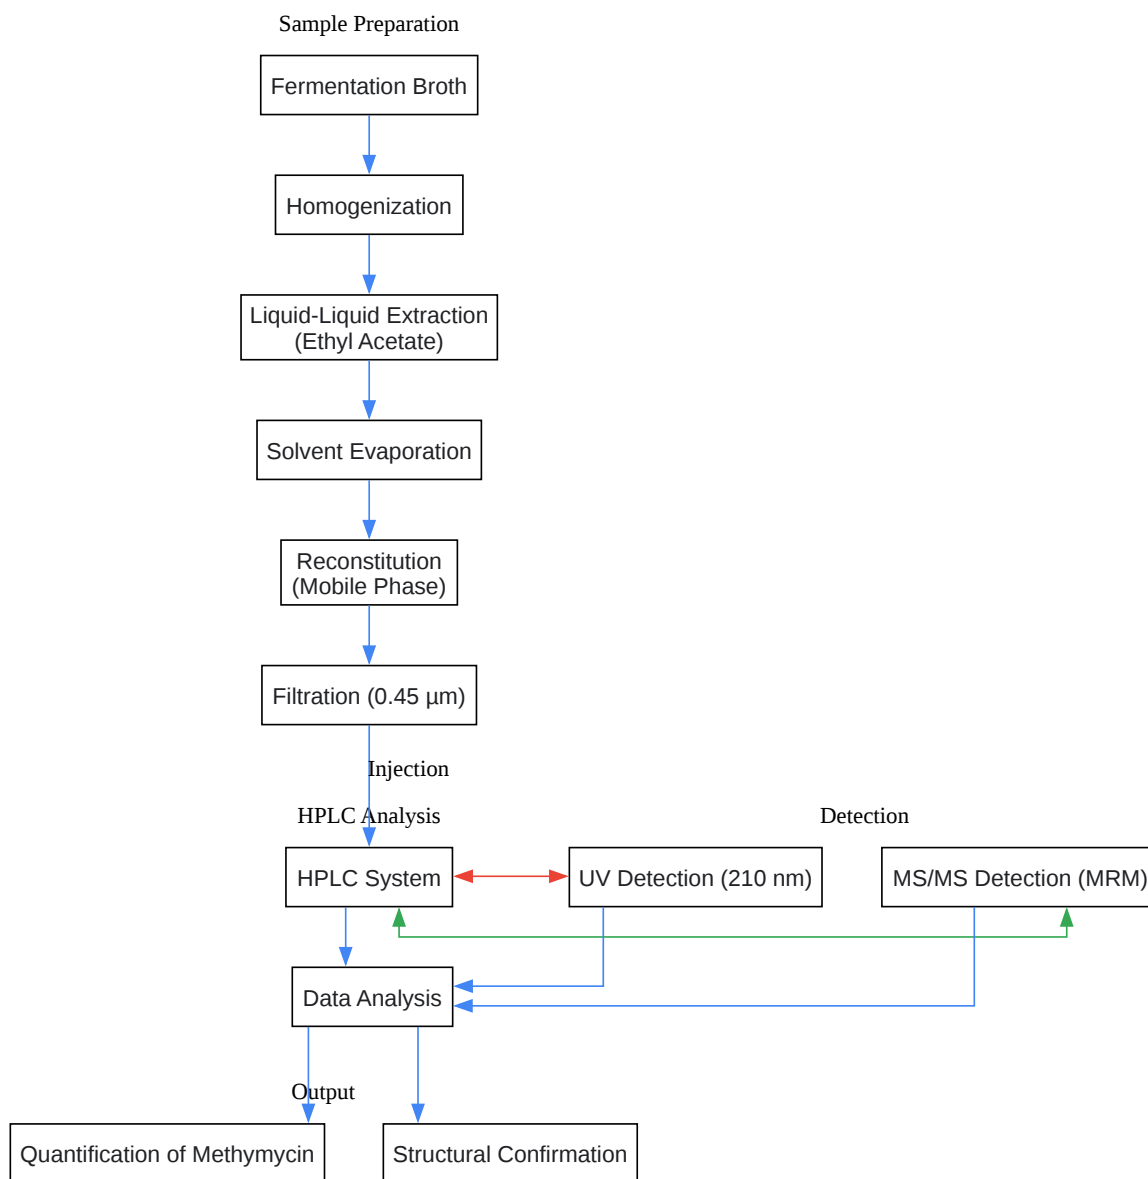 Sample Preparation
Fermentation Broth
Homogenization
Liquid-Liquid Extraction
(Ethyl Acetate)
Solvent Evaporation
Reconstitution
(Mobile Phase)
Filtration (0.45 µm)
Injection
HPLC Analysis
Detection
HPLC System
UV Detection (210 nm)
MS/MS Detection (MRM)
Data Analysis
Output
Quantification of Methymycin
Structural Confirmation